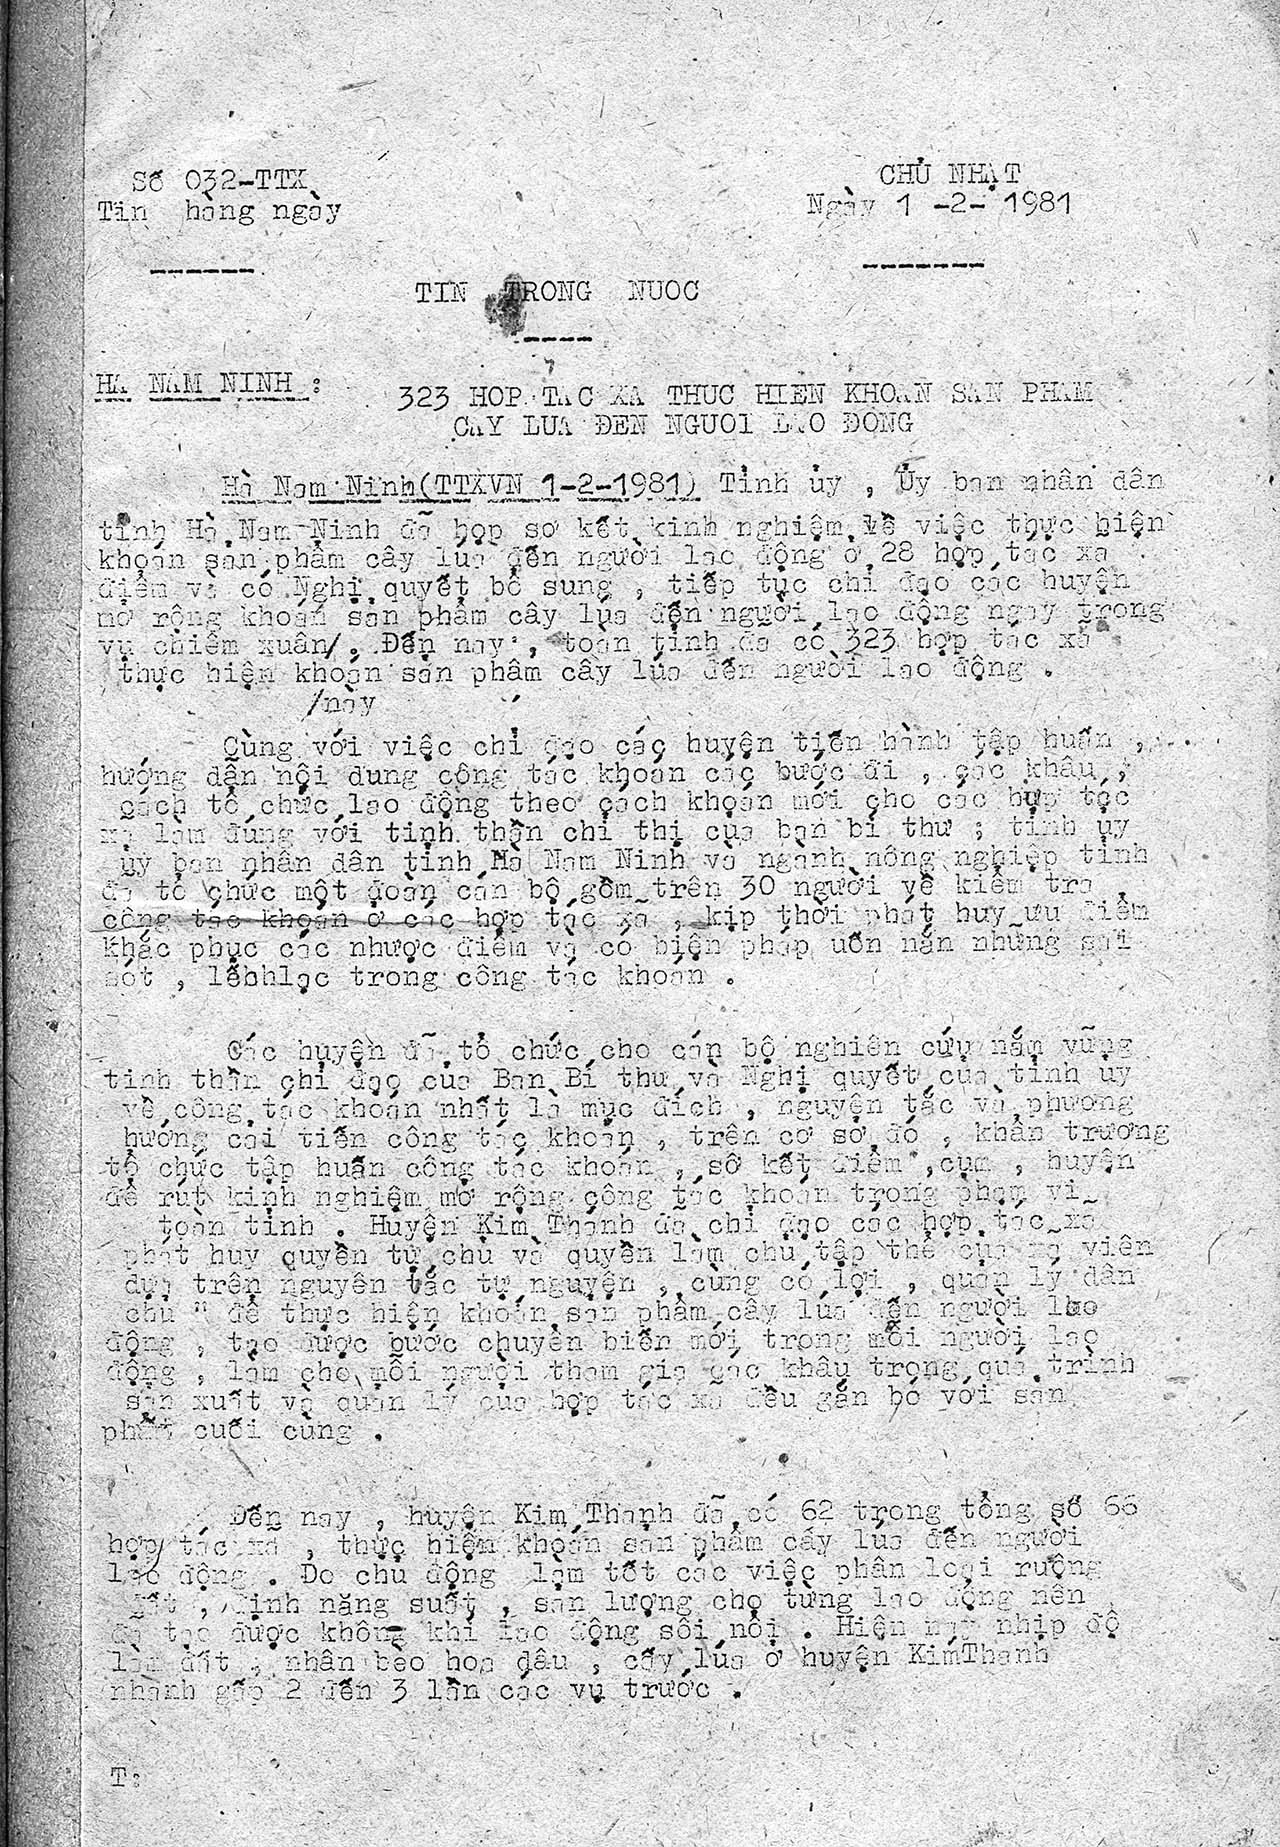 Số 032-TTX
Tin hàng ngày
CHỦ NHẬT
Ngày 1 -2- 1981
TIN TRONG NUOC
HA NAM NINH :
323 HOP TAC XA THUC HIEN KHOAN SAN PHAM
CAY LUA ĐEN NGUOI LAO ĐONG
Hà Nam Ninh(TTXVN 1-2-1981) Tỉnh ủy , Ủy ban nhân dân
tỉnh Hà Nam Ninh đã họp sơ kết kinh nghiệm về việc thực hiện
khoán sản phẩm cây lúa đến người lao động ở 28 hợp tác xã
điểm và có Nghị quyết bổ sung , tiếp tục chỉ đạo các huyện
mở rộng khoán sản phẩm cây lúa đến người lao động ngay trong
vụ chiêm xuân/ . Đến nay , toàn tỉnh đã có 323 hợp tác xã
thực hiện khoán sản phẩm cây lúa đến người lao động .
/này
Cùng với việc chỉ đạo các huyện tiến hành tập huấn ,
hướng dẫn nội dung công tác khoán các bước đi , các khâu ,
cách tổ chức lao động theo cách khoán mới cho các hợp tác
xã làm đúng với tinh thần chỉ thị của ban bí thư ; tỉnh ủy
ủy ban nhân dân tỉnh Hà Nam Ninh và ngành nông nghiệp tỉnh
đã tổ chức một đoàn cán bộ gồm trên 30 người về kiểm tra
công tác khoán ở các hợp tác xã , kịp thời phát huy ưu điểm
khắc phục các nhược điểm và có biện pháp uốn nắn những sai
sót , lệhhlạc trong công tác khoán .
Các huyện đã tổ chức cho cán bộ nghiên cứu nắm vững
tinh thần chỉ đạo của Ban Bí thư và Nghị quyết của tỉnh ủy
về công tác khoán nhất là mục đích , nguyên tắc và phương
hướng cải tiến công tác khoán , trên cơ sở đó , khẩn trương
tổ chức tập huấn công tác khoán , sơ kết điểm , cụm , huyện
để rút kinh nghiệm mở rộng công tác khoán trong phạm vi
toàn tỉnh . Huyện Kim Thanh đã chỉ đạo các hợp tác xã
phát huy quyền tự chủ và quyền làm chủ tập thể của xã viên
dựa trên nguyên tắc tự nguyện , cùng có lợi , quản lý dân
chủ " để thực hiện khoán sản phẩm cây lúa đến người lao
động , tạo được bước chuyển biến mới trong mỗi người lao
động , làm cho mỗi người tham gia các khâu trong quá trình
sản xuất và quản lý của hợp tác xã đều gắn bó với sản
phẩm cuối cùng .
Đến nay , huyện Kim Thanh đã có 62 trong tổng số 66
hợp tác xã , thực hiện khoán sản phẩm cây lúa đến người
lao động . Do chủ động làm tốt các việc phân loại ruộng
đất , định năng suất , sản lượng cho từng lao động nên
đã tạo được không khí lao động sôi nổi . Hiện nay nhịp độ
làm đất , nhân bèo hoa dâu , cấy lúa ở huyện KimThanh
nhanh gấp 2 đến 3 lần các vụ trước .
T: